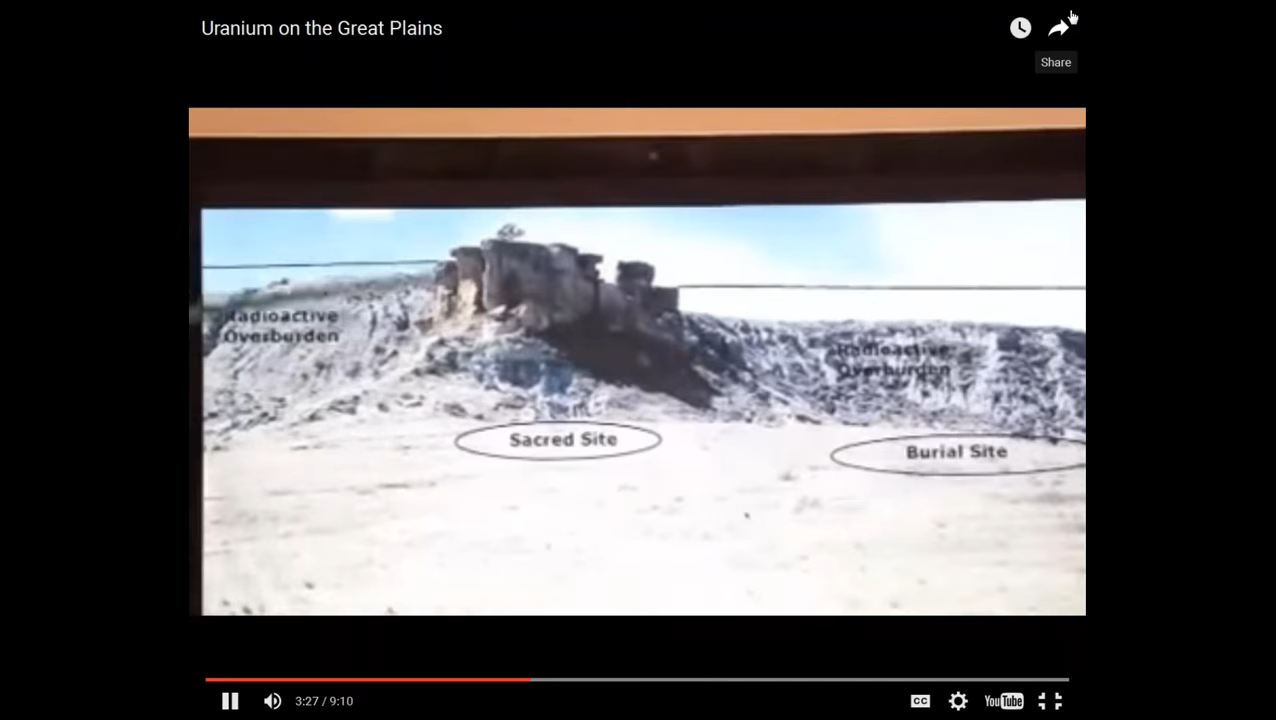 Uranium on the Great Plains
Share
Radioactive
Overburden
Radioactive
Overburden
Sacred Site
Burial Site
3:27 / 9:10
CC
YouTube